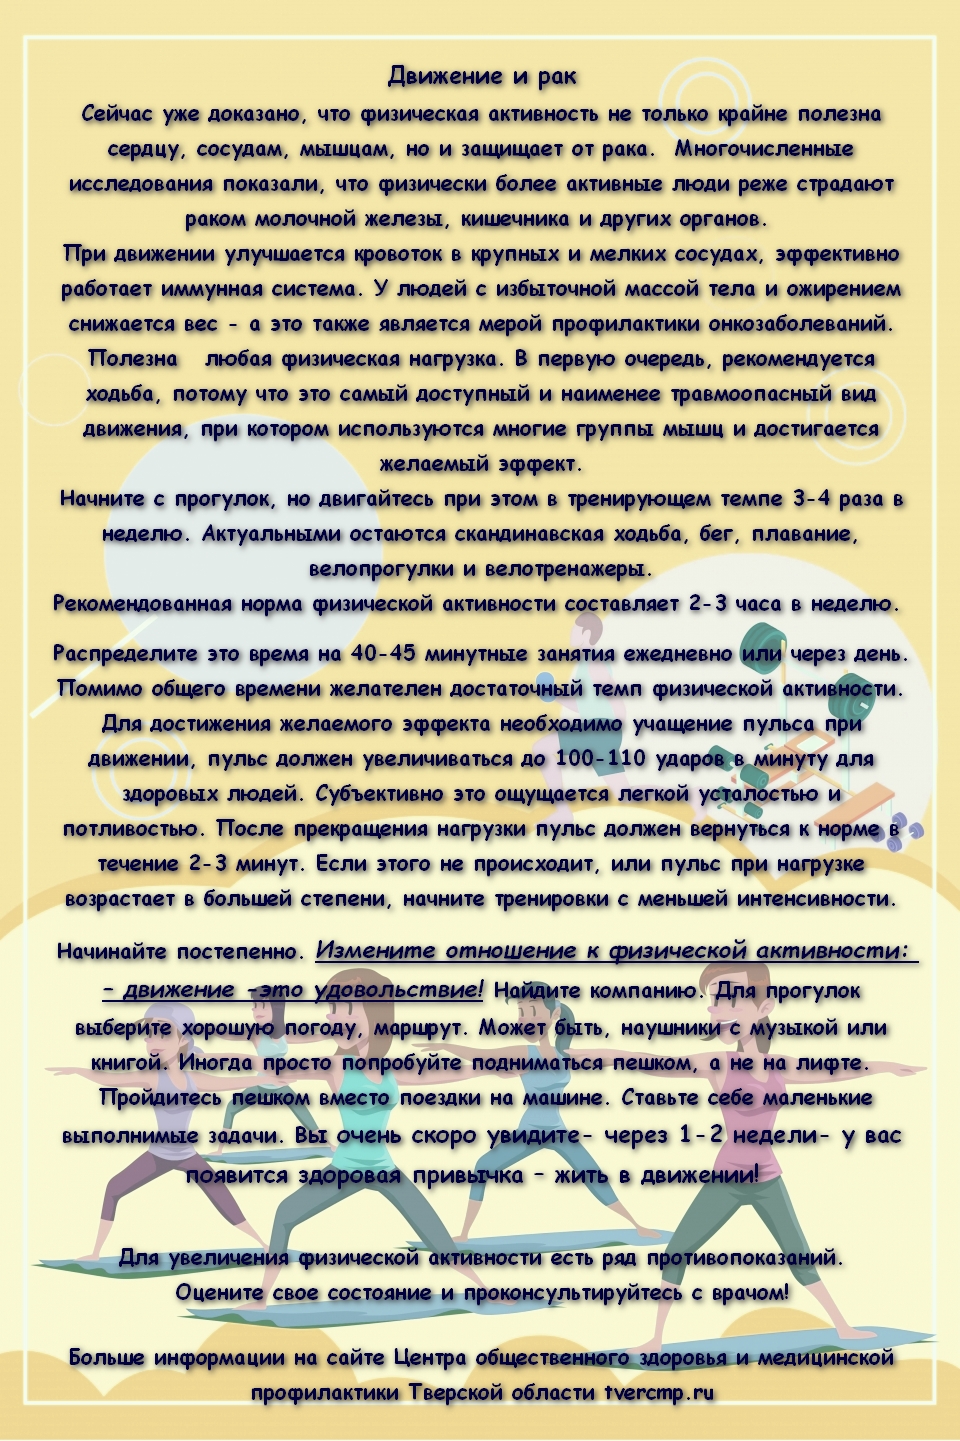 Движение и рак
Сейчас уже доказано, что физическая активность не только крайне полезна
сердцу, сосудам, мышцам, но и защищает от рака. Многочисленные
исследования показали, что физически более активные люди реже страдают
раком молочной железы, кишечника и других органов.
При движении улучшается кровоток в крупных и мелких сосудах, эффективно
работает иммунная система. У людей с избыточной массой тела и ожирением
снижается вес - а это также является мерой профилактики онкозаболеваний.
Полезна любая физическая нагрузка. В первую очередь, рекомендуется
ходьба, потому что это самый доступный и наименее травмоопасный вид
движения, при котором используются многие группы мышц и достигается
желаемый эффект.
Начните с прогулок, но двигайтесь при этом в тренирующем темпе 3-4 раза в
неделю. Актуальными остаются скандинавская ходьба, бег, плавание,
велопрогулки и велотренажеры.
Рекомендованная норма физической активности составляет 2-3 часа в неделю.
Распределите это время на 40-45 минутные занятия ежедневно или через день.
Помимо общего времени желателен достаточный темп физической активности.
Для достижения желаемого эффекта необходимо учащение пульса при
движении, пульс должен увеличиваться до 100-110 ударов в минуту для
здоровых людей. Субъективно это ощущается легкой усталостью и
потливостью. После прекращения нагрузки пульс должен вернуться к норме в
течение 2-3 минут. Если этого не происходит, или пульс при нагрузке
возрастает в большей степени, начните тренировки с меньшей интенсивности.
Начинайте постепенно. Измените отношение к физической активности:
– движение -это удовольствие! Найдите компанию. Для прогулок
выберите хорошую погоду, маршрут. Может быть, наушники с музыкой или
книгой. Иногда просто попробуйте подниматься пешком, а не на лифте.
Пройдитесь пешком вместо поездки на машине. Ставьте себе маленькие
выполнимые задачи. Вы очень скоро увидите- через 1-2 недели- у вас
появится здоровая привычка – жить в движении!
Для увеличения физической активности есть ряд противопоказаний.
Оцените свое состояние и проконсультируйтесь с врачом!
Больше информации на сайте Центра общественного здоровья и медицинской
профилактики Тверской области tvercmp.ru